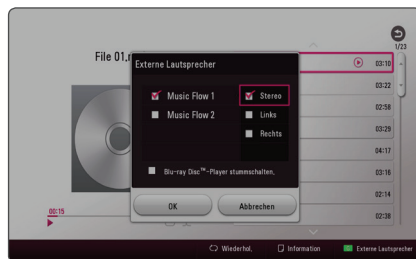 1/23
File 01.
03:10
03:22
02:58
03:29
04:17
03:16
02:14
02:38
Externe Lautsprecher
Music Flow 1
Stereo
Music Flow 2
Links
Rechts
Blu-ray Disc™-Player stummschalten.
OK
Abbrechen
00:15
Wiederhol.
Information
Externe Lautsprecher